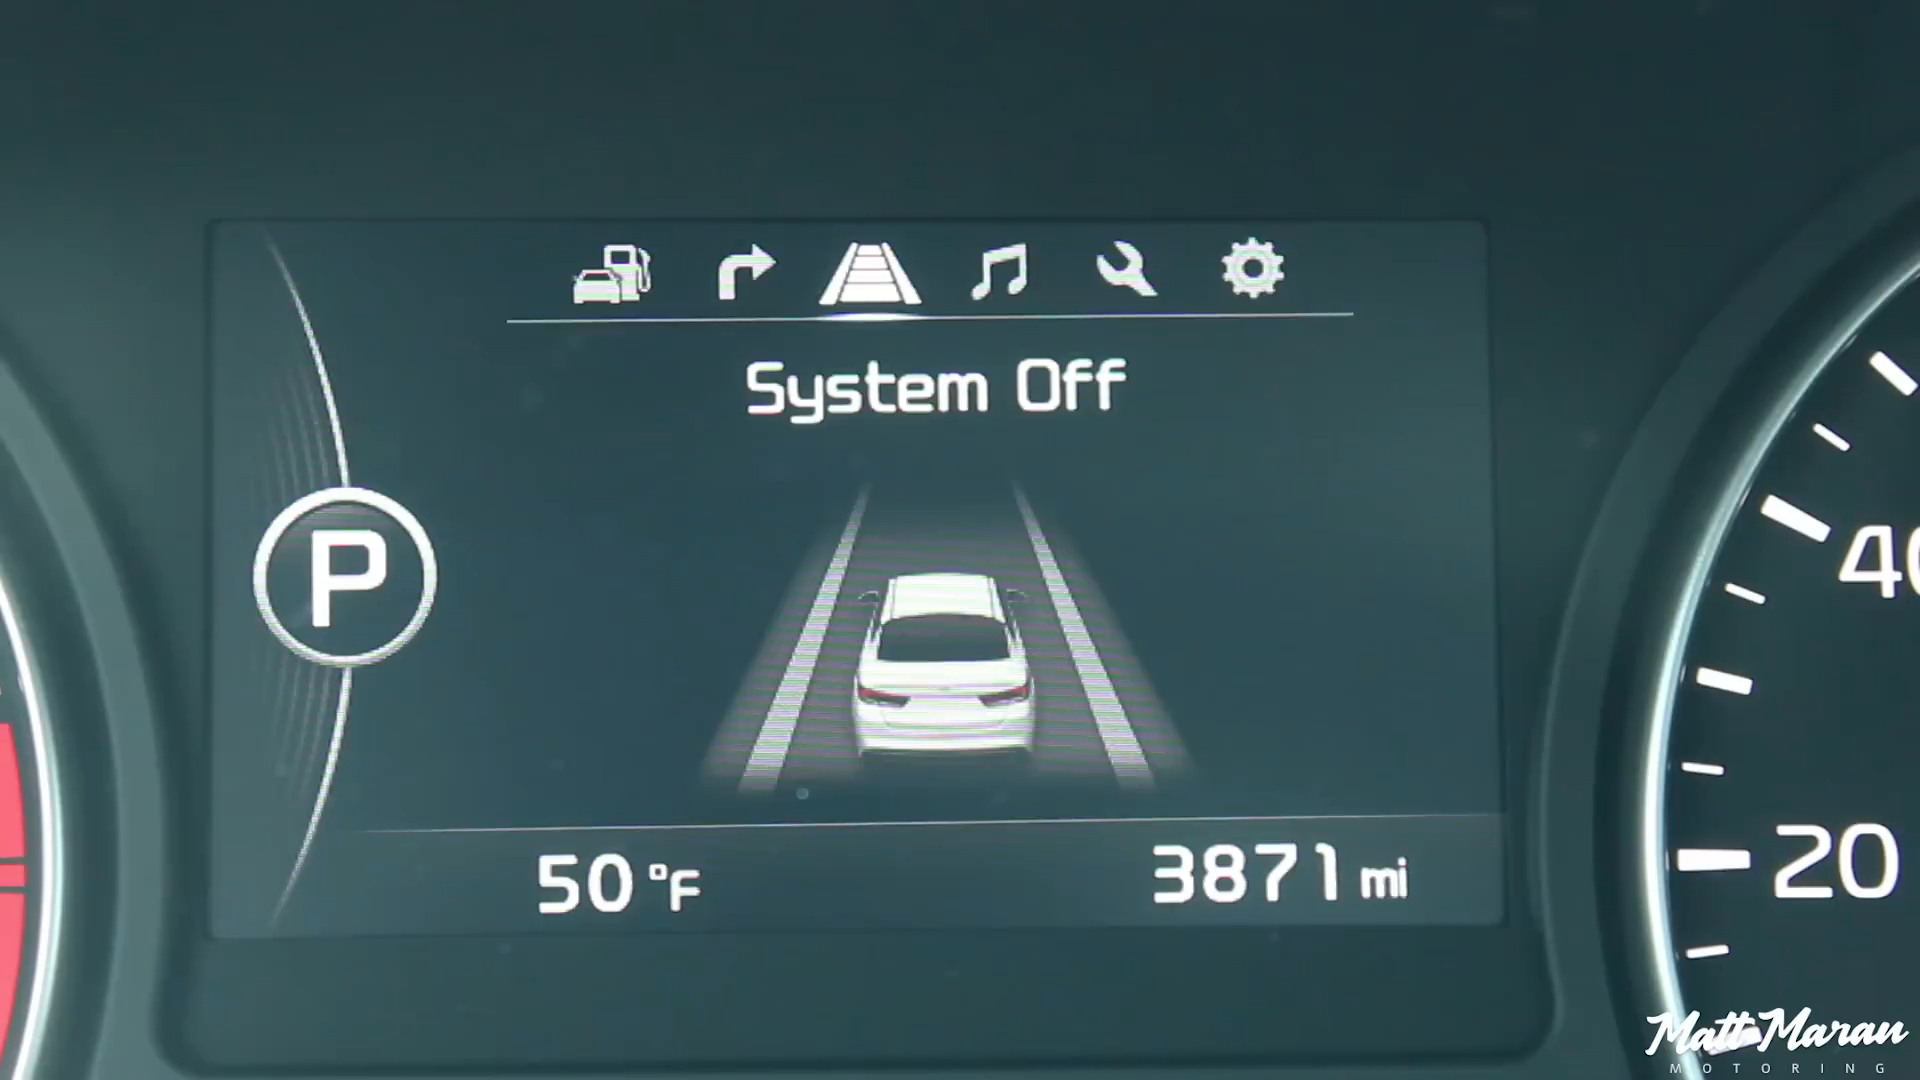 System Off
P
40
20
50 °F
3871 mi
Matt Maran
MOTORING